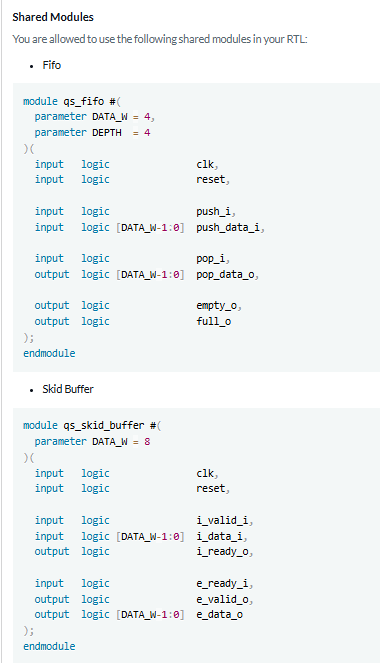 Shared Modules
You are allowed to use the following shared modules in your RTL:
• Fifo
module qs_fifo #(
  parameter DATA_W = 4,
  parameter DEPTH  = 4
)(
  input   logic              clk,
  input   logic              reset,

  input   logic              push_i,
  input   logic [DATA_W-1:0] push_data_i,

  input   logic              pop_i,
  output  logic [DATA_W-1:0] pop_data_o,

  output  logic              empty_o,
  output  logic              full_o
);
endmodule
• Skid Buffer
module qs_skid_buffer #(
  parameter DATA_W = 8
)(
  input   logic              clk,
  input   logic              reset,

  input   logic              i_valid_i,
  input   logic [DATA_W-1:0] i_data_i,
  output  logic              i_ready_o,

  input   logic              e_ready_i,
  output  logic              e_valid_o,
  output  logic [DATA_W-1:0] e_data_o
);
endmodule